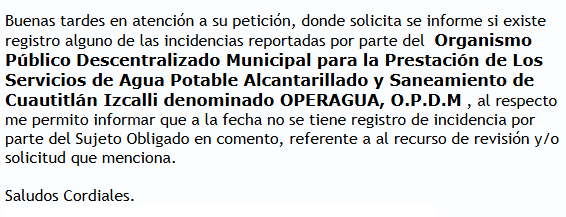 Buenas tardes en atención a su petición, donde solicita se informe si existe
registro alguno de las incidencias reportadas por parte del Organismo
Público Descentralizado Municipal para la Prestación de Los
Servicios de Agua Potable Alcantarillado y Saneamiento de
Cuautitlán Izcalli denominado OPERAGUA, O.P.D.M , al respecto
me permito informar que a la fecha no se tiene registro de incidencia por
parte del Sujeto Obligado en comento, referente a al recurso de revisión y/o
solicitud que menciona.
Saludos Cordiales.